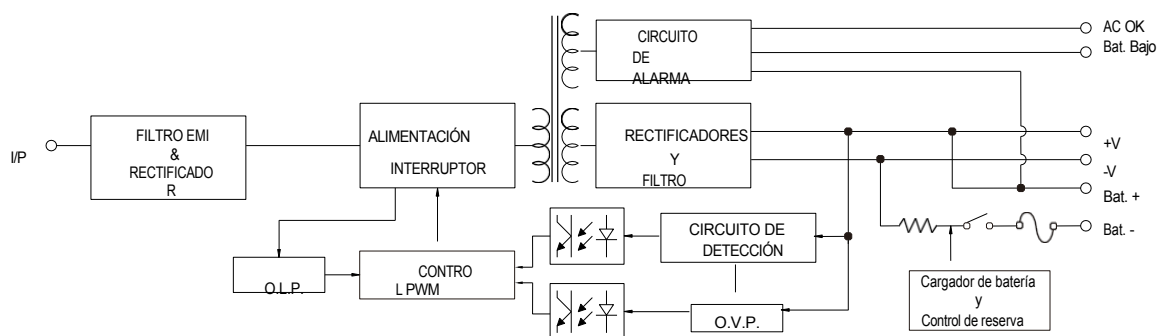 I/P
FILTRO EMI
&
RECTIFICADO
R
ALIMENTACIÓN
INTERRUPTOR
CIRCUITO
DE
ALARMA
AC OK
Bat. Bajo
RECTIFICADORES
Y
FILTRO
+V
-V
Bat. +
Bat. -
O.L.P.
CONTRO
L PWM
CIRCUITO DE
DETECCIÓN
O.V.P.
Cargador de batería
y
Control de reserva